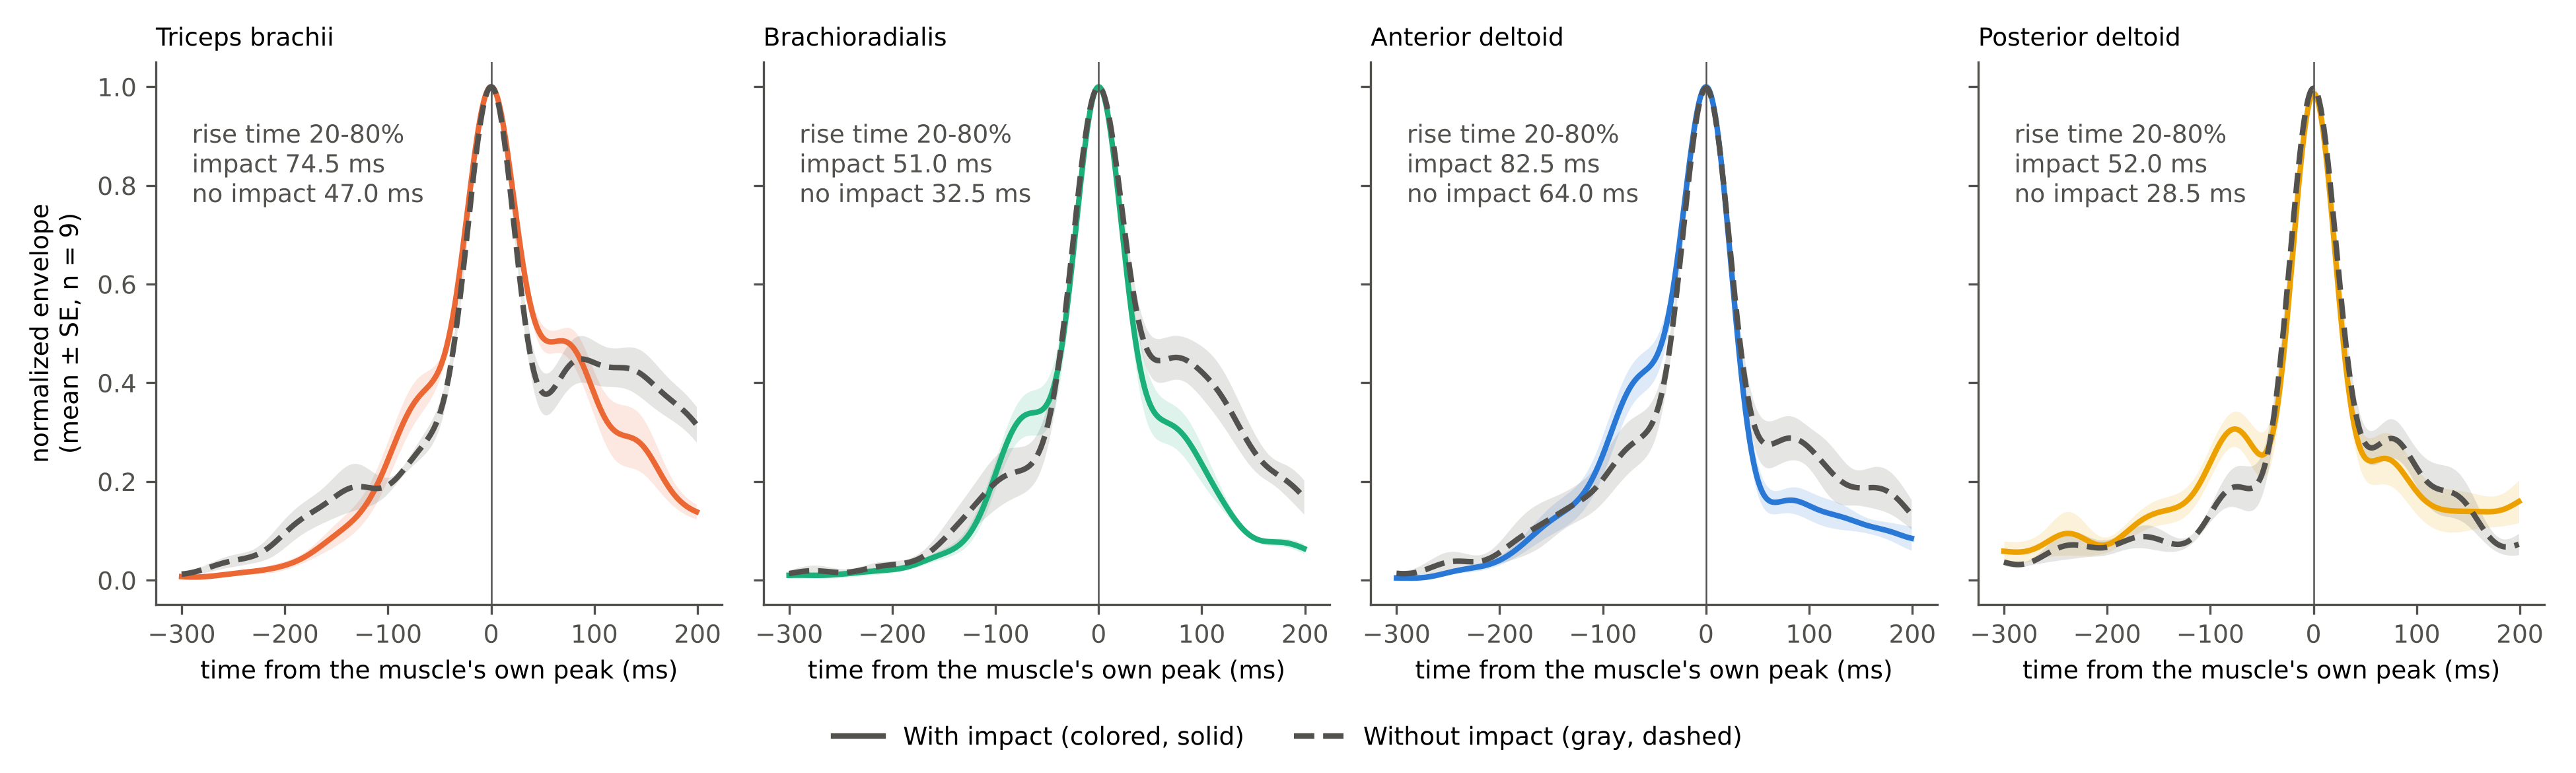 Triceps brachii
Brachioradialis
Anterior deltoid
Posterior deltoid
normalized envelope
(mean ± SE, n = 9)
1.0
0.8
0.6
0.4
0.2
0.0
rise time 20-80%
impact 74.5 ms
no impact 47.0 ms
rise time 20-80%
impact 51.0 ms
no impact 32.5 ms
rise time 20-80%
impact 82.5 ms
no impact 64.0 ms
rise time 20-80%
impact 52.0 ms
no impact 28.5 ms
−300 −200 −100 0 100 200
−300 −200 −100 0 100 200
−300 −200 −100 0 100 200
−300 −200 −100 0 100 200
time from the muscle's own peak (ms)
time from the muscle's own peak (ms)
time from the muscle's own peak (ms)
time from the muscle's own peak (ms)
With impact (colored, solid)
Without impact (gray, dashed)